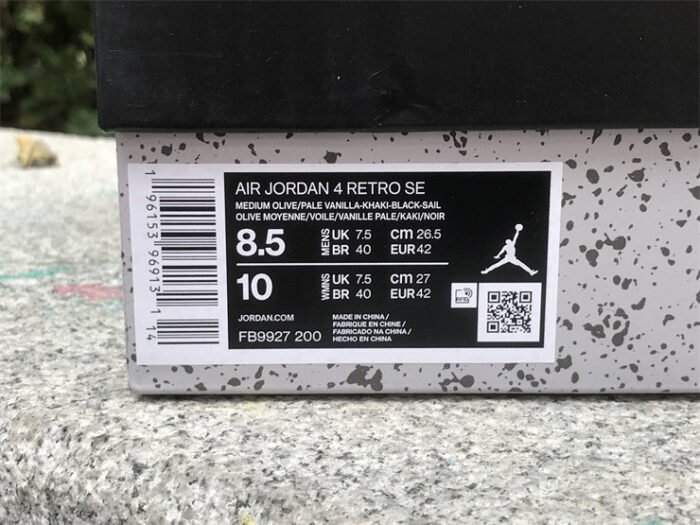 AIR JORDAN 4 RETRO SE
MEDIUM OLIVE/PALE VANILLA-KHAKI-BLACK-SAIL
OLIVE MOYENNE/VOILE/VANILLE PALE/KAKI/NOIR
8.5 MENS UK 7.5 cm 26.5
BR 40 EUR 42
10 WMNS UK 7.5 cm 27
BR 40 EUR 42
JORDAN.COM
FB9927 200
MADE IN CHINA /
FABRIQUE EN CHINE /
FABRICADO NA CHINA /
HECHO EN CHINA
1 96153 96913 1 14